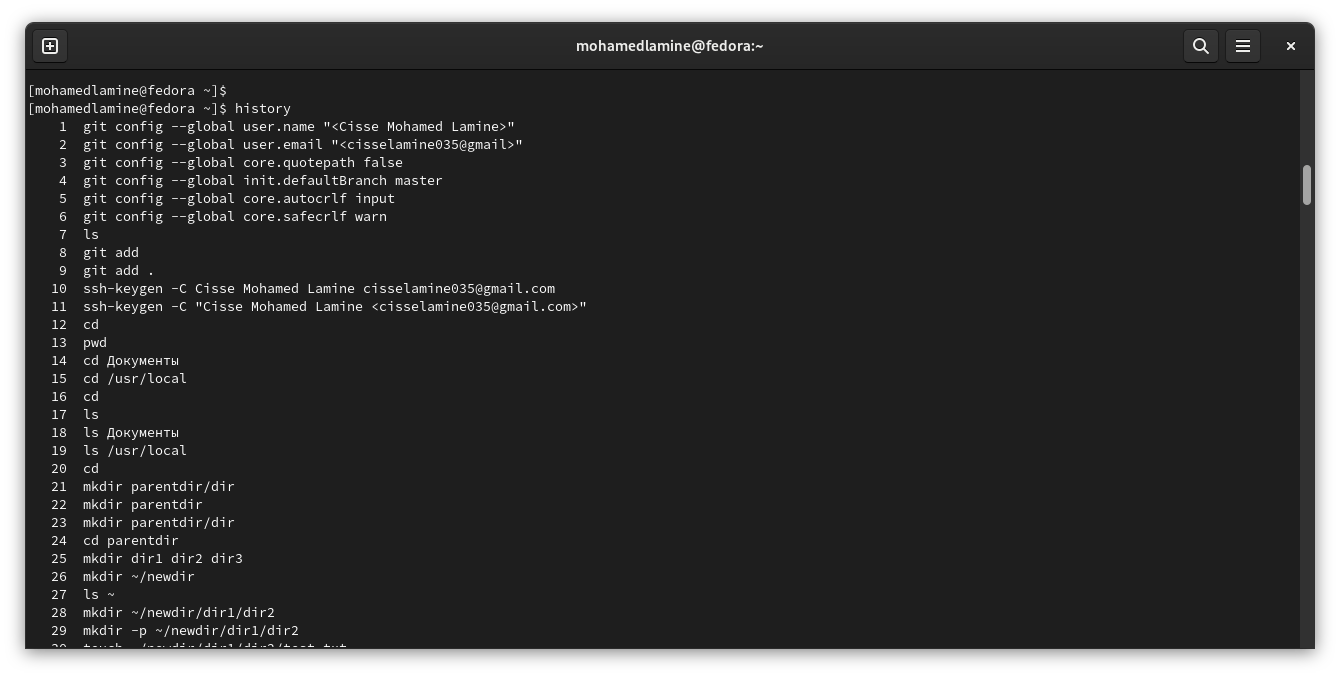 mohamedlamine@fedora:~
[mohamedlamine@fedora ~]$
[mohamedlamine@fedora ~]$ history
1 git config --global user.name "<Cisse Mohamed Lamine>"
2 git config --global user.email "<cisselamine035@gmail>"
3 git config --global core.quotepath false
4 git config --global init.defaultBranch master
5 git config --global core.autocrlf input
6 git config --global core.safecrlf warn
7 ls
8 git add
9 git add .
10 ssh-keygen -C Cisse Mohamed Lamine cisselamine035@gmail.com
11 ssh-keygen -C "Cisse Mohamed Lamine <cisselamine035@gmail.com>"
12 cd
13 pwd
14 cd Документы
15 cd /usr/local
16 cd
17 ls
18 ls Документы
19 ls /usr/local
20 cd
21 mkdir parentdir/dir
22 mkdir parentdir
23 mkdir parentdir/dir
24 cd parentdir
25 mkdir dir1 dir2 dir3
26 mkdir ~/newdir
27 ls ~
28 mkdir ~/newdir/dir1/dir2
29 mkdir -p ~/newdir/dir1/dir2